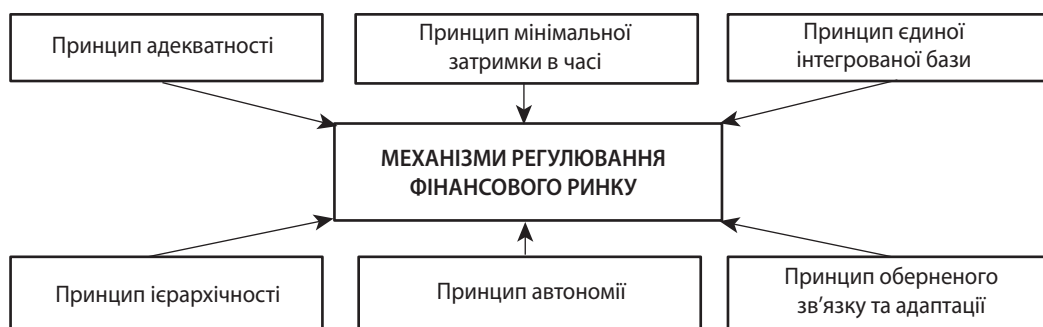 Принцип адекватності
Принцип мінімальної
затримки в часі
Принцип єдиної
інтегрованої бази
МЕХАНІЗМИ РЕГУЛЮВАННЯ
ФІНАНСОВОГО РИНКУ
Принцип ієрархічності
Принцип автономії
Принцип оберненого
зв'язку та адаптації